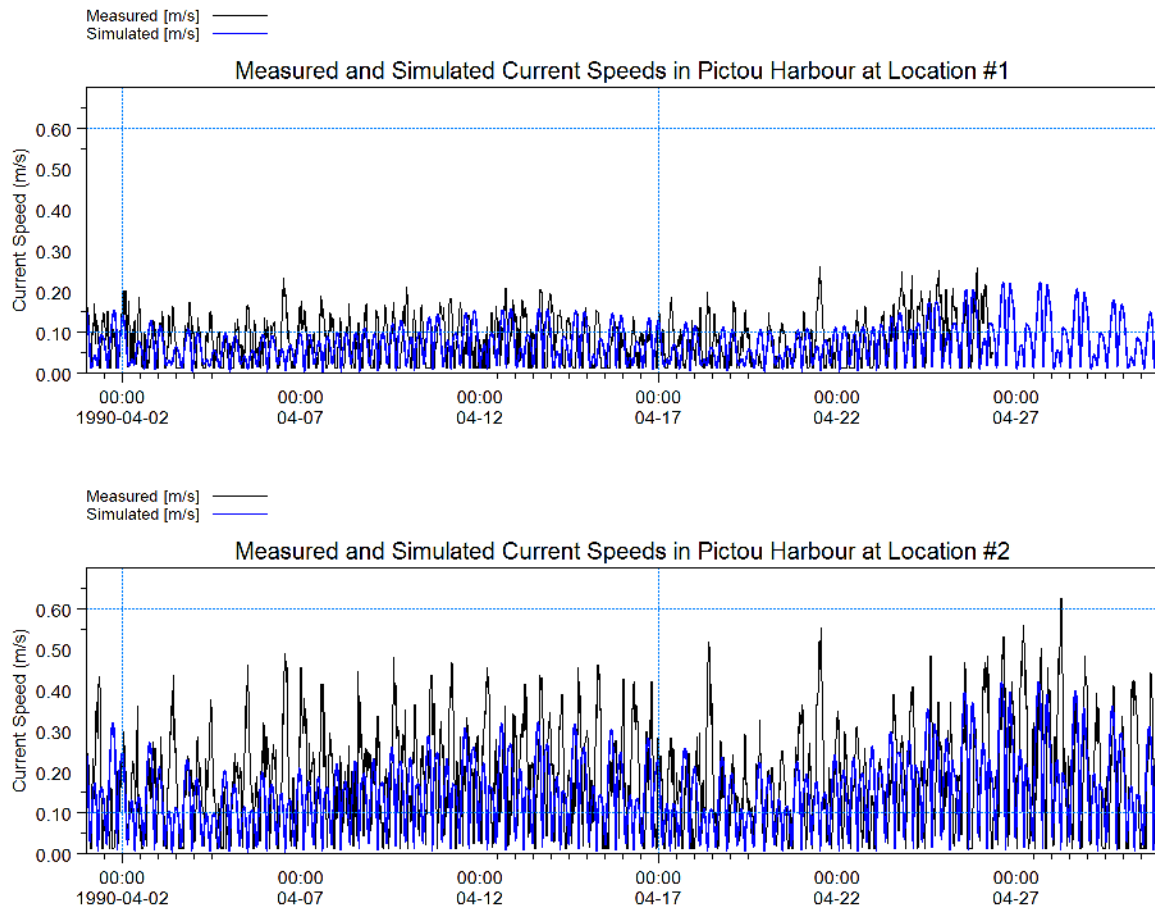 Measured [m/s]
Simulated [m/s]
Measured and Simulated Current Speeds in Pictou Harbour at Location #1
Current Speed (m/s)
0.60
0.50
0.40
0.30
0.20
0.10
0.00
00:00 00:00 00:00 00:00 00:00 00:00
1990-04-02 04-07 04-12 04-17 04-22 04-27
Measured [m/s]
Simulated [m/s]
Measured and Simulated Current Speeds in Pictou Harbour at Location #2
Current Speed (m/s)
0.60
0.50
0.40
0.30
0.20
0.10
0.00
00:00 00:00 00:00 00:00 00:00 00:00
1990-04-02 04-07 04-12 04-17 04-22 04-27